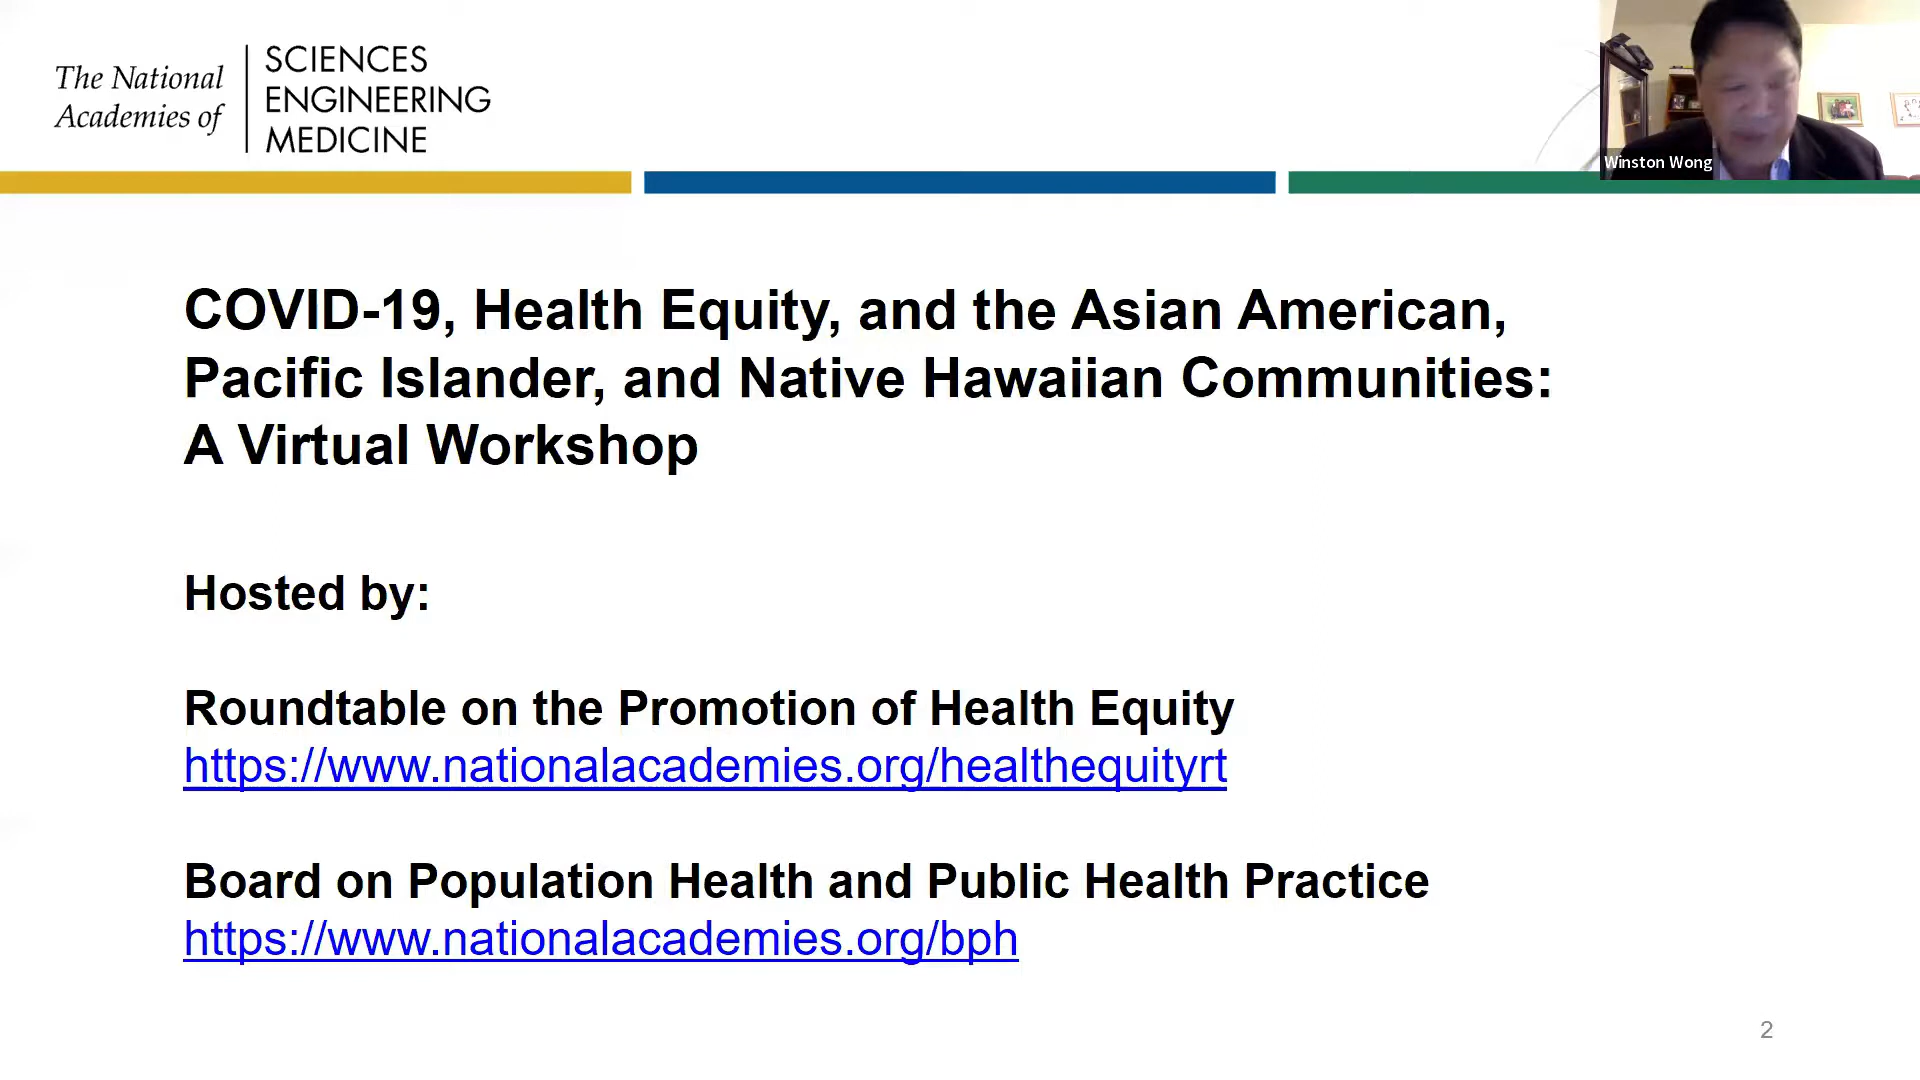 The National
Academies of
SCIENCES
ENGINEERING
MEDICINE
Winston Wong
COVID-19, Health Equity, and the Asian American,
Pacific Islander, and Native Hawaiian Communities:
A Virtual Workshop
Hosted by:
Roundtable on the Promotion of Health Equity
https://www.nationalacademies.org/healthequityrt
Board on Population Health and Public Health Practice
https://www.nationalacademies.org/bph
2